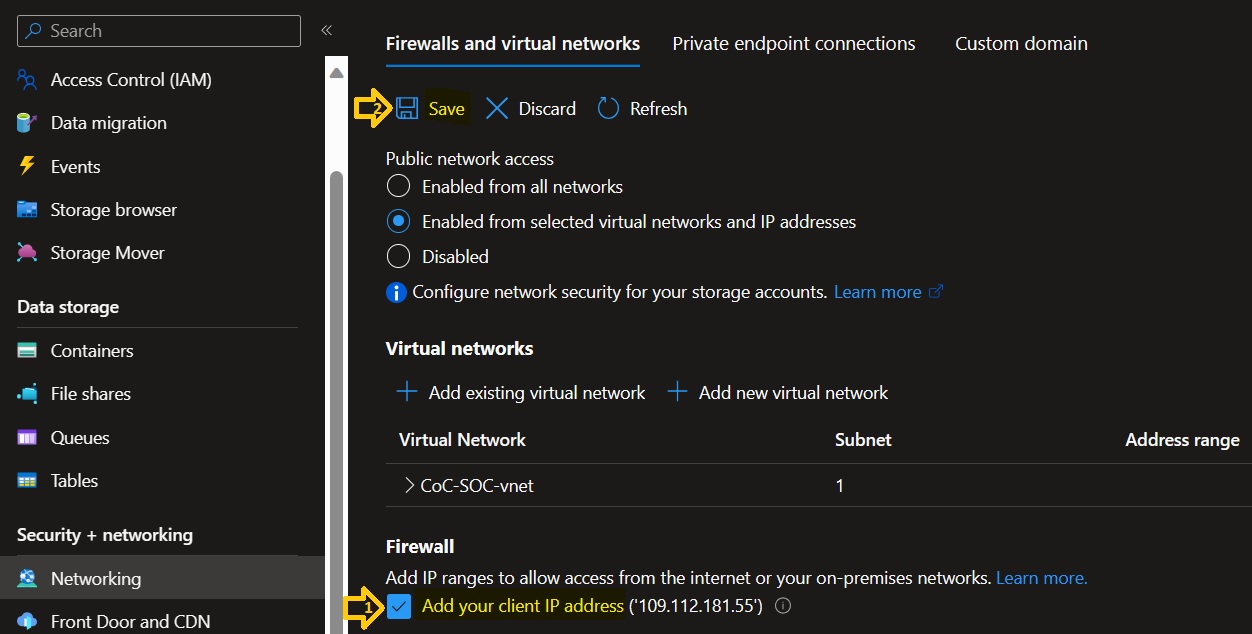 Search «
Access Control (IAM)
Data migration
Events
Storage browser
Storage Mover
Data storage
Containers
File shares
Queues
Tables
Security + networking
Networking
Front Door and CDN
Firewalls and virtual networks Private endpoint connections Custom domain
2 Save Discard Refresh
Public network access
Enabled from all networks
Enabled from selected virtual networks and IP addresses
Disabled
Configure network security for your storage accounts. Learn more
Virtual networks
Add existing virtual network Add new virtual network
Virtual Network Subnet Address range
CoC-SOC-vnet 1
Firewall
Add IP ranges to allow access from the internet or your on-premises networks. Learn more.
1 Add your client IP address ('109.112.181.55')